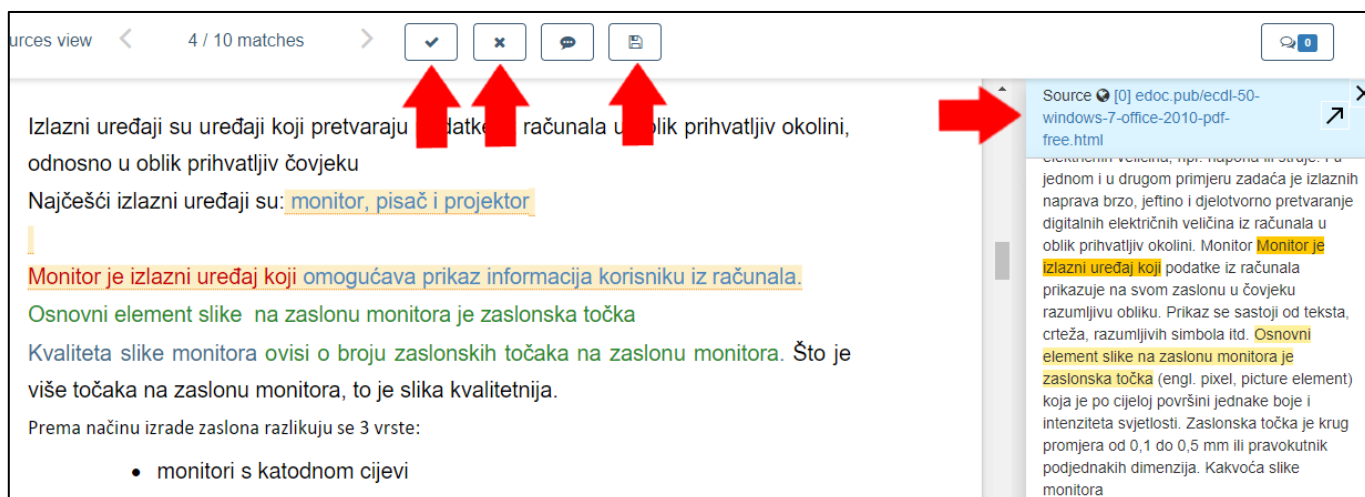 urces view
4 / 10 matches
0
Izlazni uređaji su uređaji koji pretvaraju računala u oblik prihvatljiv okolini,
odnosno u oblik prihvatljiv čovjeku
Najčešći izlazni uređaji su: monitor, pisač i projektor
Monitor je izlazni uređaj koji omogućava prikaz informacija korisniku iz računala.
Osnovni element slike na zaslonu monitora je zaslonska točka
Kvaliteta slike monitora ovisi o broju zaslonskih točaka na zaslonu monitora. Što je
više točaka na zaslonu monitora, to je slika kvalitetnija.
Prema načinu izrade zaslona razlikuju se 3 vrste:
• monitori s katodnom cijevi
Source [0] edoc.pub/ecdl-50-
windows-7-office-2010-pdf-
free.html
električnih veličina, npr. napona ili struje. I u
jednom i u drugom primjeru zadaća je izlaznih
naprava brzo, jeftino i djelotvorno pretvaranje
digitalnih električnih veličina iz računala u
oblik prihvatljiv okolini. Monitor Monitor je
izlazni uređaj koji podatke iz računala
prikazuje na svom zaslonu u čovjeku
razumljivu obliku. Prikaz se sastoji od teksta,
crteža, razumljivih simbola itd. Osnovni
element slike na zaslonu monitora je
zaslonska točka (engl. pixel, picture element)
koja je po cijeloj površini jednake boje i
intenziteta svjetlosti. Zaslonska točka je krug
promjera od 0,1 do 0,5 mm ili pravokutnik
podjednakih dimenzija. Kakvoća slike
monitora